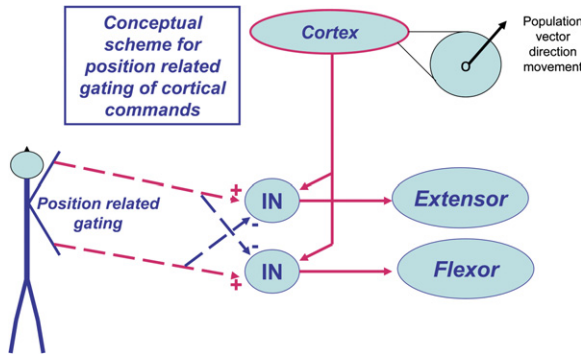 Conceptual
scheme for
position related
gating of cortical
commands
Cortex
Population
vector
direction
movement
o
Position related
gating
+
IN
-
Extensor
-
IN
+
Flexor